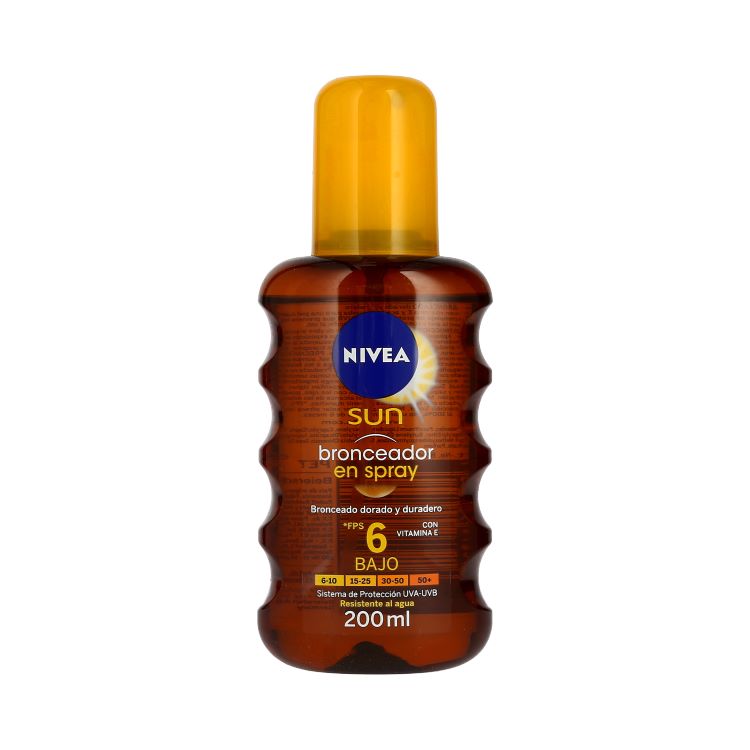 NIVEA
sun
bronceador
en spray
Bronceado dorado y duradero
*FPS 6 CON VITAMINA E
BAJO
6-10 15-25 30-50 50+
Sistema de Protección UVA-UVB
Resistente al agua
200ml